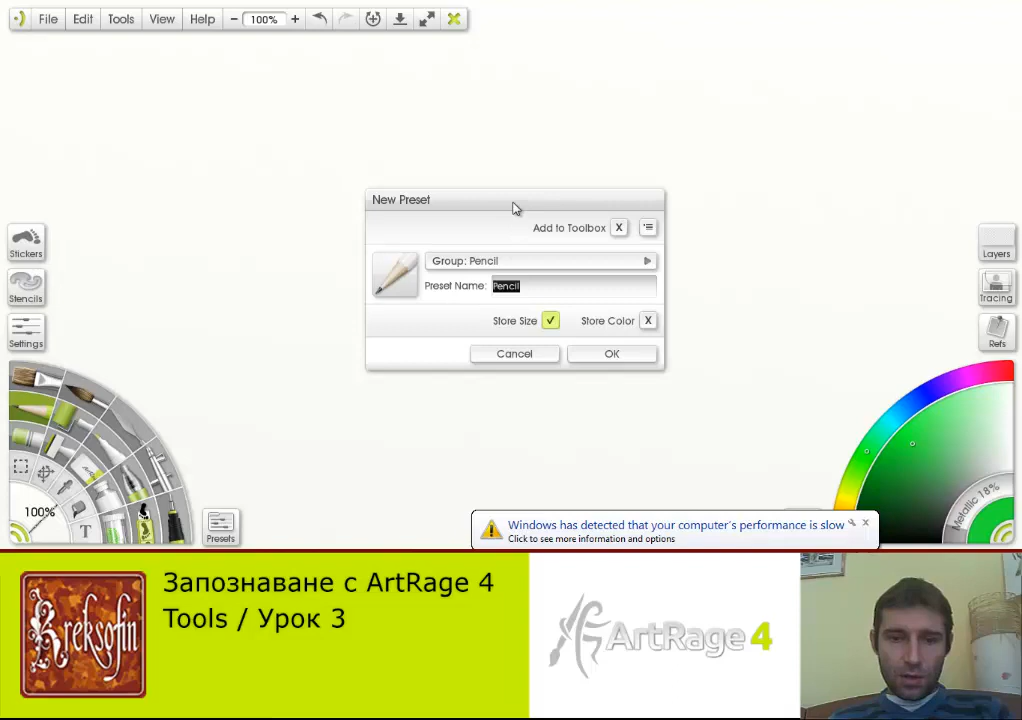 File Edit Tools View Help − 100% +
New Preset
Add to Toolbox X
Group: Pencil
Preset Name: Pencil
Store Size ✓ Store Color X
Cancel OK
Stickers
Stencils
Settings
Layers
Tracing
Refs
100%
T
Presets
Metallic 18%
Windows has detected that your computer's performance is slow
Click to see more information and options
Запознаване с ArtRage 4
Tools / Урок 3
Kreksofin
ArtRage 4